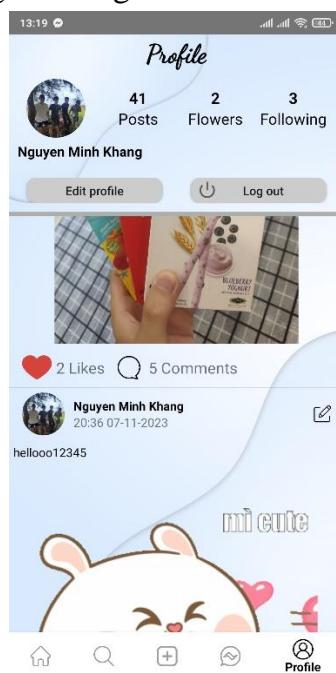 13:19
Profile
41 2 3
Posts Flowers Following
Nguyen Minh Khang
Edit profile Log out
BLUEBERRY
YOGHURT
2 Likes 5 Comments
Nguyen Minh Khang
20:36 07-11-2023
hellooo12345
mì cute
Profile